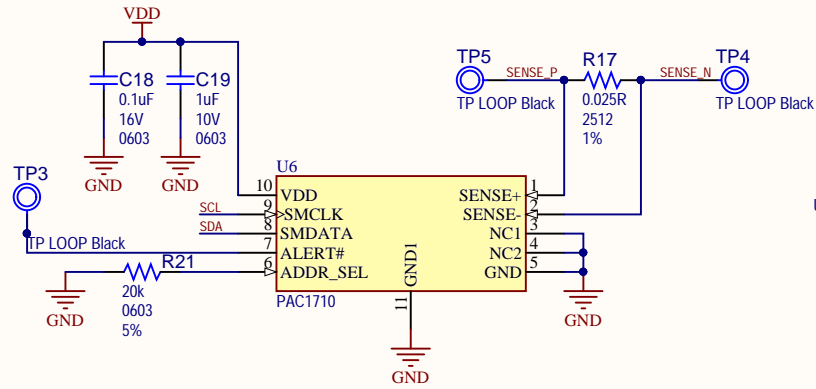 VDD
C18
0.1uF
16V
0603
C19
1uF
10V
0603
GND
GND
TP5
SENSE_P
TP LOOP Black
R17
0.025R
2512
1%
TP4
SENSE_N
TP LOOP Black
TP3
TP LOOP Black
U6
10
VDD
SCL
9
SMCLK
SDA
8
SMDATA
7
ALERT#
6
ADDR_SEL
SENSE+
1
SENSE-
2
NC1
3
NC2
4
GND
5
GND1
11
PAC1710
R21
20k
0603
5%
GND
GND
GND
U